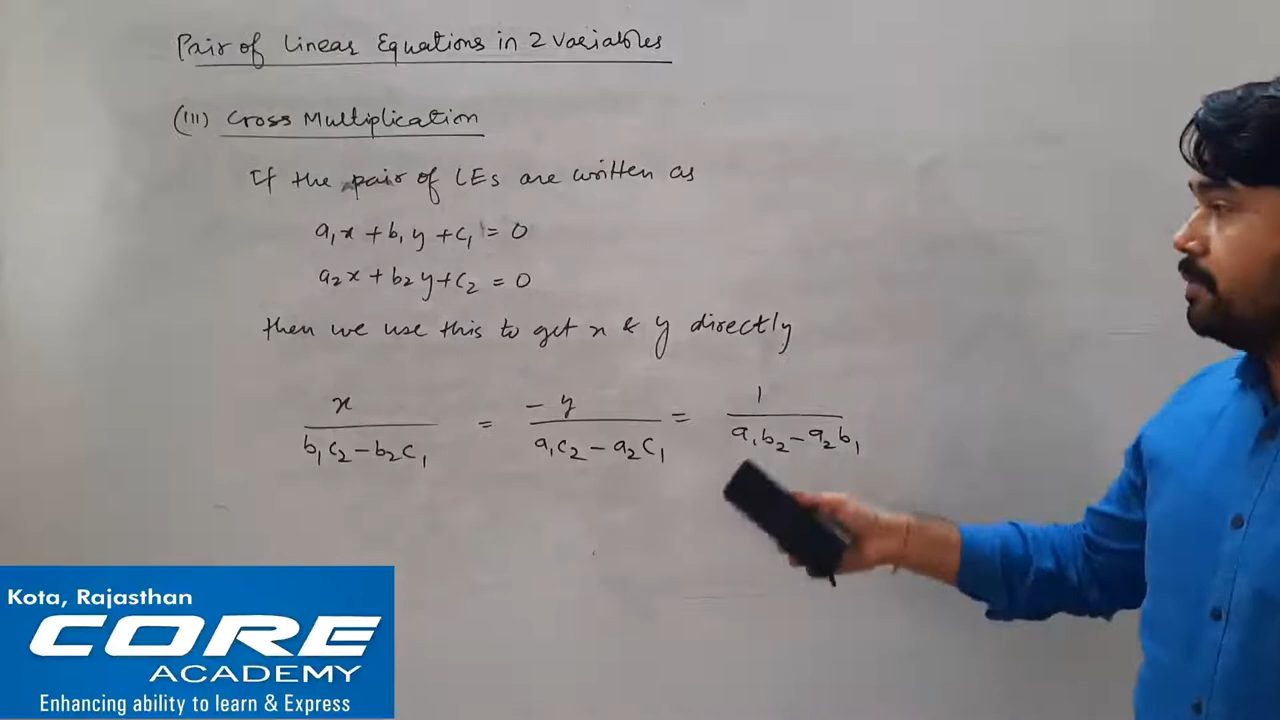 Pair of Linear Equations in 2 Variables
(III) Cross Multiplication
If the pair of LEs are written as
a₁x + b₁y + c₁ = 0
a₂x + b₂y + c₂ = 0
then we use this to get x & y directly
x/(b₁c₂ − b₂c₁) = −y/(a₁c₂ − a₂c₁) = 1/(a₁b₂ − a₂b₁)
Kota, Rajasthan
CORE
ACADEMY
Enhancing ability to learn & Express